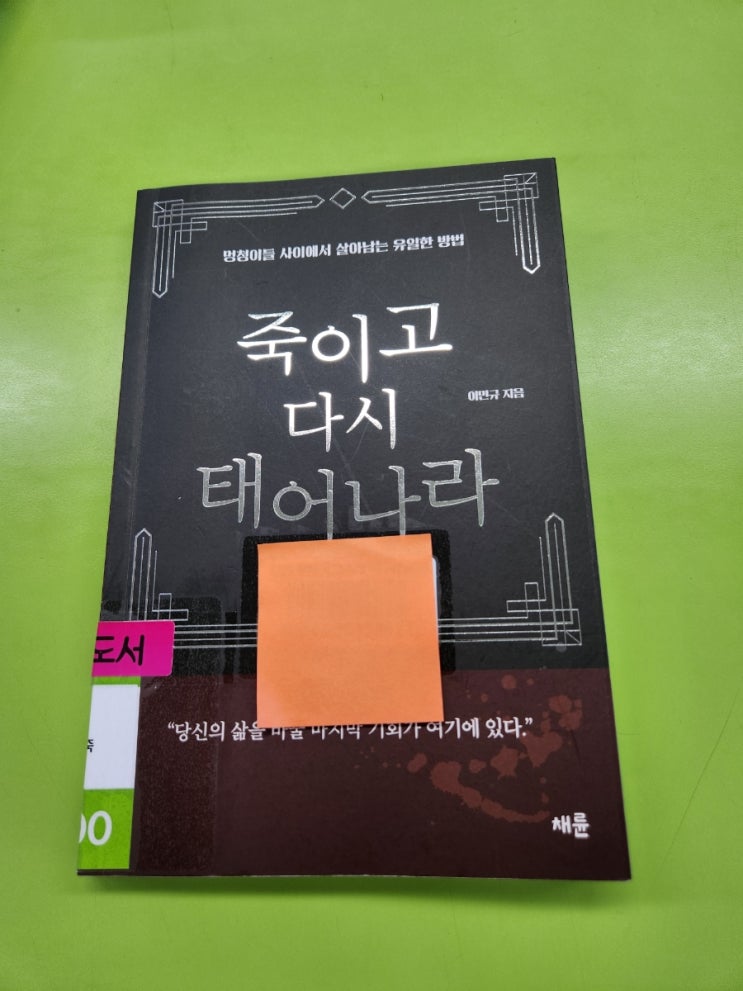 멍청이들 사이에서 살아남는 유일한 방법
죽이고
다시
이민규 지음
태어나라
도서
죽
00
"당신의 삶을 바꿀 마지막 기회가 여기에 있다."
채륜